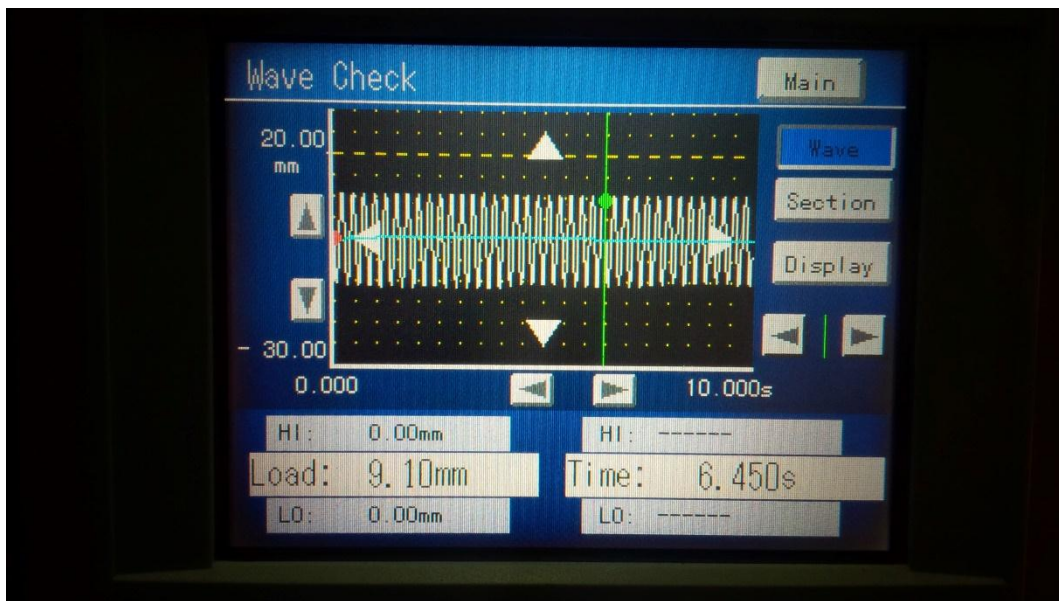 Wave Check
Main
20.00
mm
Wave
Section
Display
- 30.00
0.000
10.000s
HI: 0.00mm
HI: ------
Load: 9.10mm
Time: 6.450s
LO: 0.00mm
LO: ------